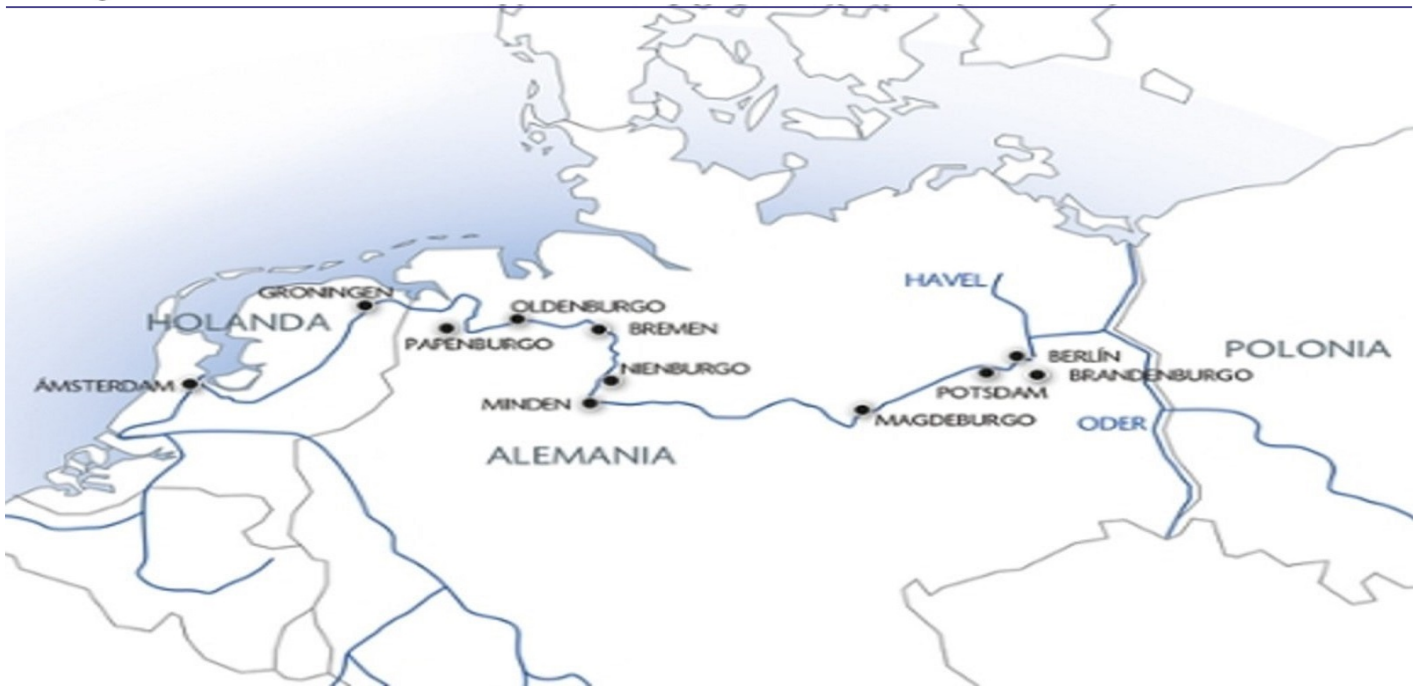 HAVEL
GRONINGEN
HOLANDA
OLDENBURGO
BREMEN
PAPENBURGO
POLONIA
BERLÍN
ÁMSTERDAM
NIENBURGO
BRANDENBURGO
POTSDAM
MINDEN
MAGDEBURGO
ODER
ALEMANIA